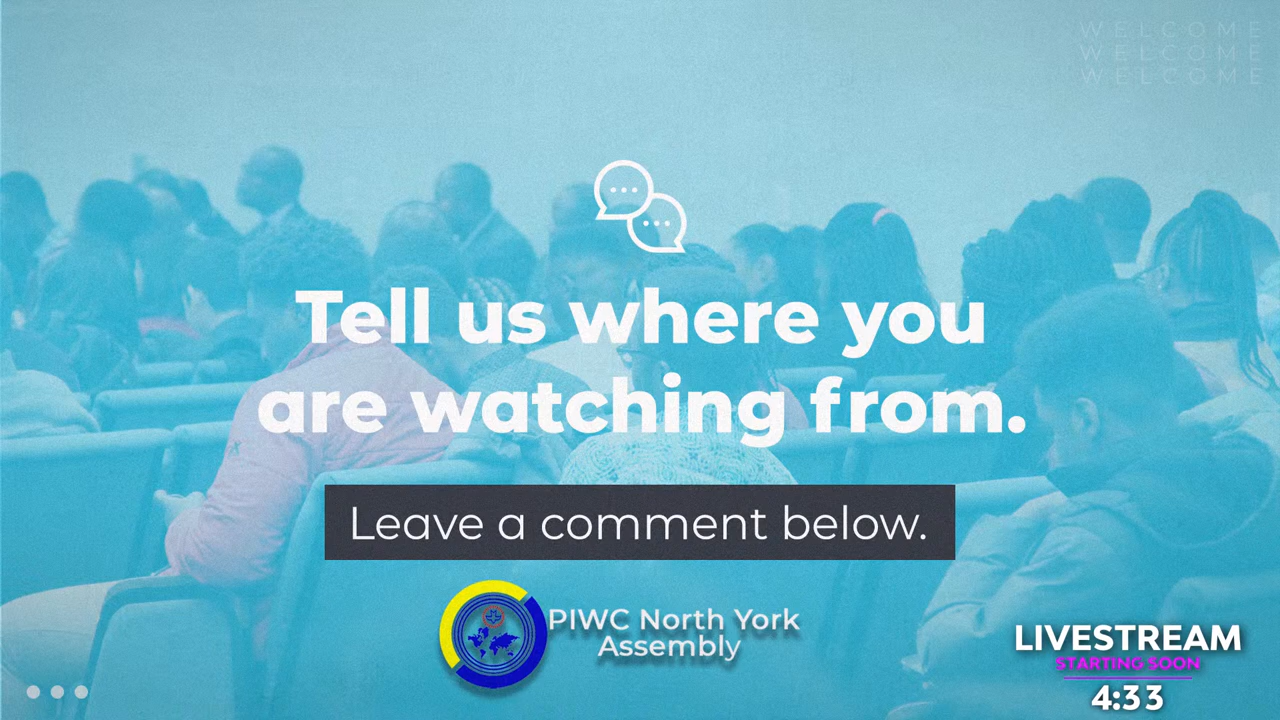 WELCOME
WELCOME
WELCOME
Tell us where you
are watching from.
Leave a comment below.
PIWC North York
Assembly
LIVESTREAM
STARTING SOON
4:33